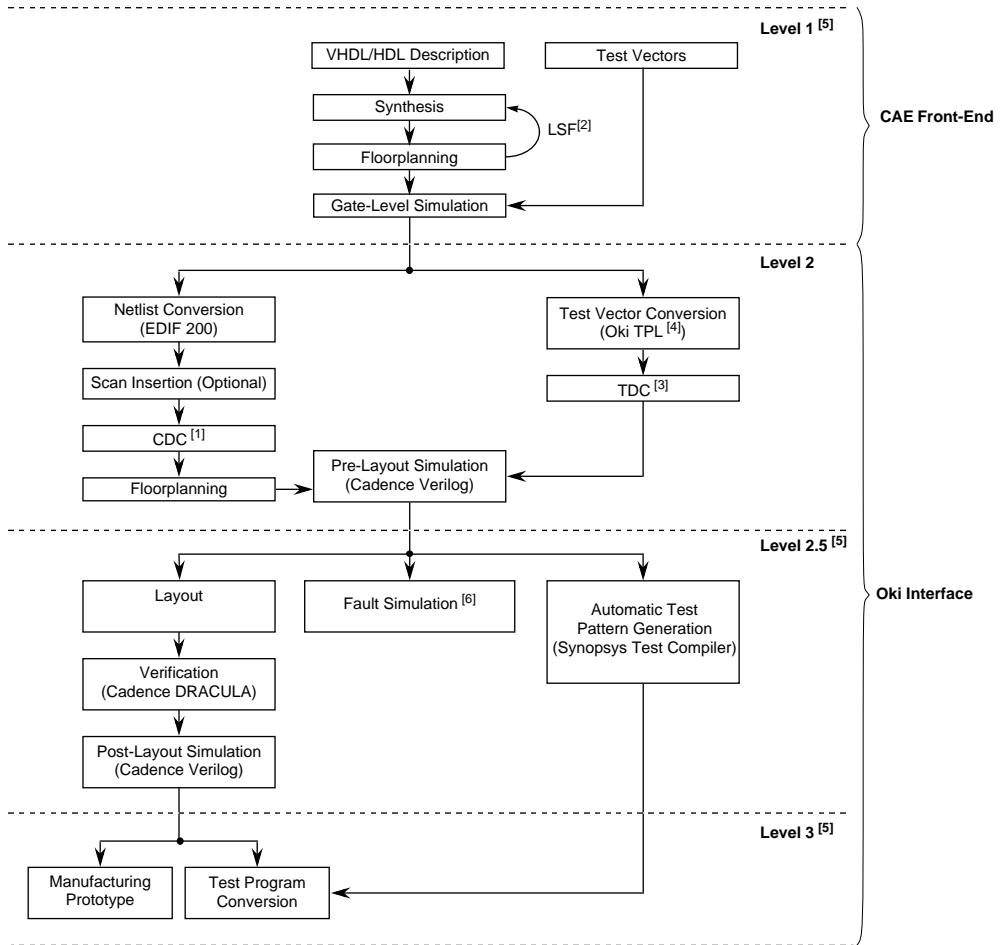 Level 1 [5]
VHDL/HDL Description
Test Vectors
Synthesis
LSF[2]
Floorplanning
Gate-Level Simulation
CAE Front-End
Level 2
Netlist Conversion
(EDIF 200)
Test Vector Conversion
(Oki TPL [4])
Scan Insertion (Optional)
TDC [3]
CDC [1]
Floorplanning
Pre-Layout Simulation
(Cadence Verilog)
Level 2.5 [5]
Layout
Fault Simulation [6]
Automatic Test
Pattern Generation
(Synopsys Test Compiler)
Oki Interface
Verification
(Cadence DRACULA)
Post-Layout Simulation
(Cadence Verilog)
Level 3 [5]
Manufacturing
Prototype
Test Program
Conversion